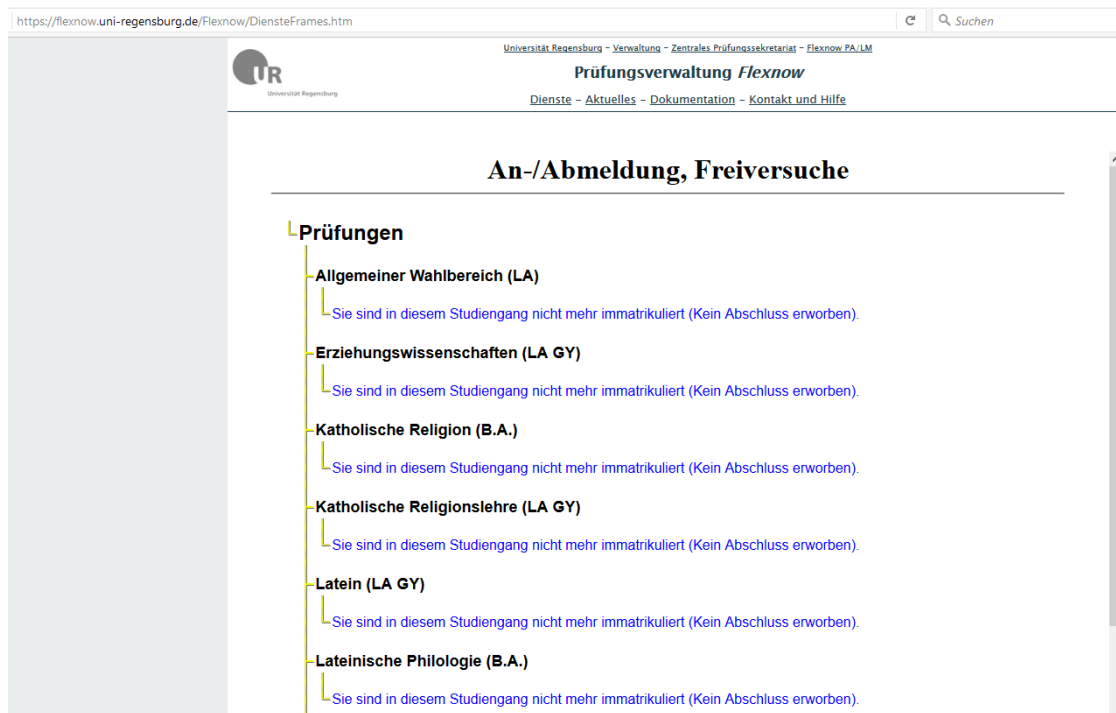 https://flexnow.uni-regensburg.de/Flexnow/DiensteFrames.htm
Suchen
Universität Regensburg - Verwaltung - Zentrales Prüfungssekretariat - Flexnow PA/LM
UR
Universität Regensburg
Prüfungsverwaltung Flexnow
Dienste - Aktuelles - Dokumentation - Kontakt und Hilfe
An-/Abmeldung, Freiversuche
Prüfungen
Allgemeiner Wahlbereich (LA)
Sie sind in diesem Studiengang nicht mehr immatrikuliert (Kein Abschluss erworben).
Erziehungswissenschaften (LA GY)
Sie sind in diesem Studiengang nicht mehr immatrikuliert (Kein Abschluss erworben).
Katholische Religion (B.A.)
Sie sind in diesem Studiengang nicht mehr immatrikuliert (Kein Abschluss erworben).
Katholische Religionslehre (LA GY)
Sie sind in diesem Studiengang nicht mehr immatrikuliert (Kein Abschluss erworben).
Latein (LA GY)
Sie sind in diesem Studiengang nicht mehr immatrikuliert (Kein Abschluss erworben).
Lateinische Philologie (B.A.)
Sie sind in diesem Studiengang nicht mehr immatrikuliert (Kein Abschluss erworben).